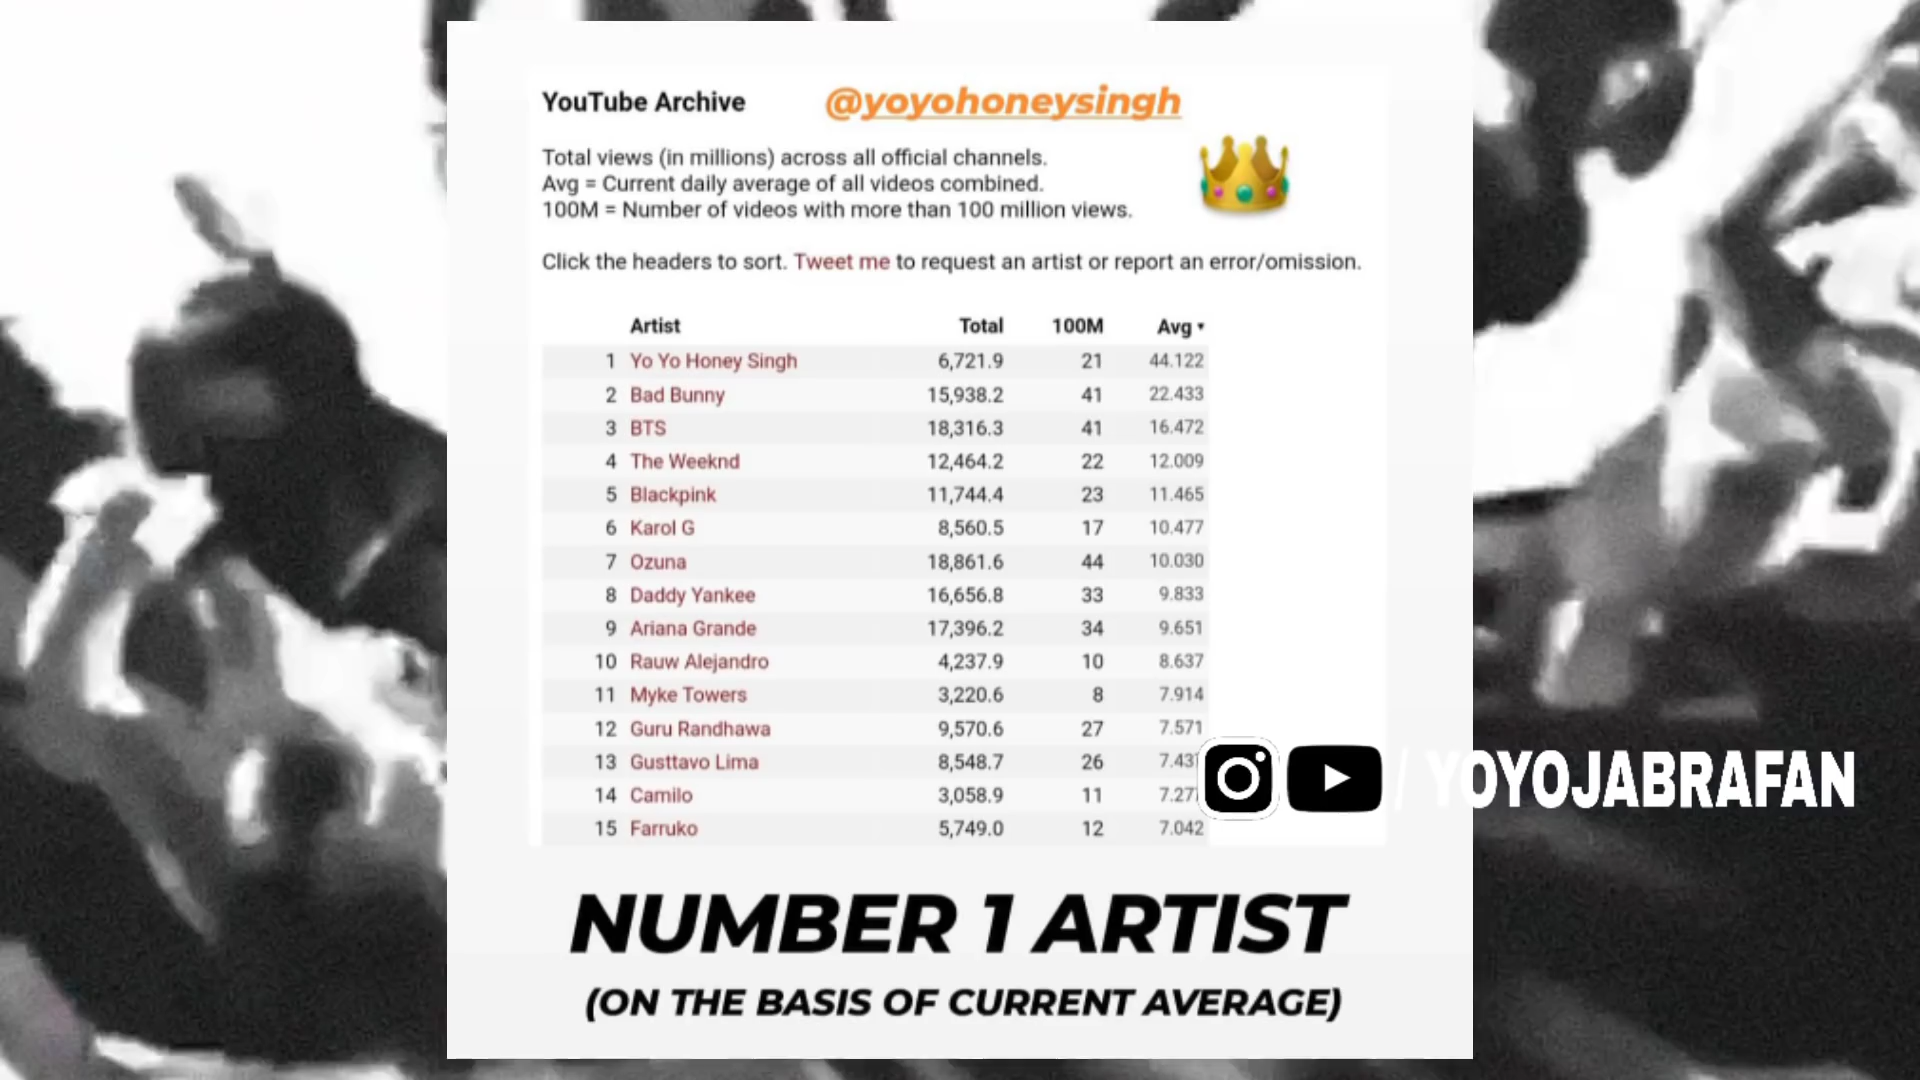 YouTube Archive @yoyohoneysingh
Total views (in millions) across all official channels.
Avg = Current daily average of all videos combined.
100M = Number of videos with more than 100 million views.
Click the headers to sort. Tweet me to request an artist or report an error/omission.
Artist Total 100M Avg
1 Yo Yo Honey Singh 6,721.9 21 44.122
2 Bad Bunny 15,938.2 41 22.433
3 BTS 18,316.3 41 16.472
4 The Weeknd 12,464.2 22 12.009
5 Blackpink 11,744.4 23 11.465
6 Karol G 8,560.5 17 10.477
7 Ozuna 18,861.6 44 10.030
8 Daddy Yankee 16,656.8 33 9.833
9 Ariana Grande 17,396.2 34 9.651
10 Rauw Alejandro 4,237.9 10 8.637
11 Myke Towers 3,220.6 8 7.914
12 Guru Randhawa 9,570.6 27 7.571
13 Gusttavo Lima 8,548.7 26
14 Camilo 3,058.9 11
/ YOYOJABRAFAN
15 Farruko 5,749.0 12 7.042
NUMBER 1 ARTIST
(ON THE BASIS OF CURRENT AVERAGE)